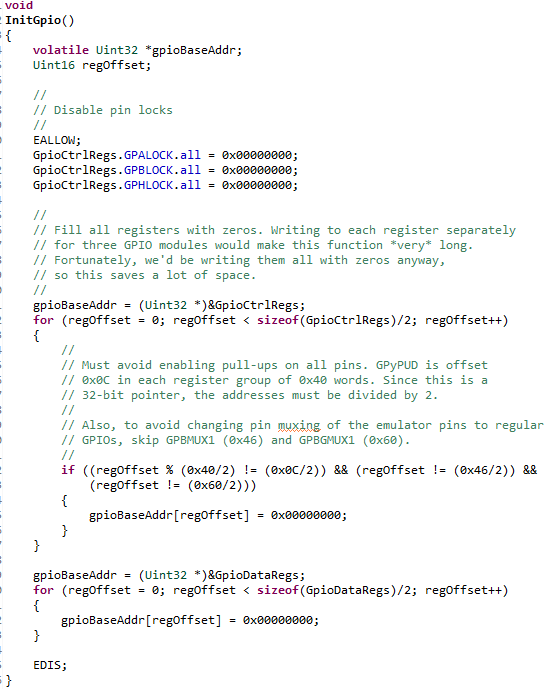 void
InitGpio()
{
    volatile Uint32 *gpioBaseAddr;
    Uint16 regOffset;

    //
    // Disable pin locks
    //
    EALLOW;
    GpioCtrlRegs.GPALOCK.all = 0x00000000;
    GpioCtrlRegs.GPBLOCK.all = 0x00000000;
    GpioCtrlRegs.GPHLOCK.all = 0x00000000;

    //
    // Fill all registers with zeros. Writing to each register separately
    // for three GPIO modules would make this function *very* long.
    // Fortunately, we'd be writing them all with zeros anyway,
    // so this saves a lot of space.
    //
    gpioBaseAddr = (Uint32 *)&GpioCtrlRegs;
    for (regOffset = 0; regOffset < sizeof(GpioCtrlRegs)/2; regOffset++)
    {
        //
        // Must avoid enabling pull-ups on all pins. GPyPUD is offset
        // 0x0C in each register group of 0x40 words. Since this is a
        // 32-bit pointer, the addresses must be divided by 2.
        //
        // Also, to avoid changing pin muxing of the emulator pins to regular
        // GPIOs, skip GPBMUX1 (0x46) and GPBGMUX1 (0x60).
        //
        if ((regOffset % (0x40/2) != (0x0C/2)) && (regOffset != (0x46/2)) &&
            (regOffset != (0x60/2)))
        {
            gpioBaseAddr[regOffset] = 0x00000000;
        }
    }

    gpioBaseAddr = (Uint32 *)&GpioDataRegs;
    for (regOffset = 0; regOffset < sizeof(GpioDataRegs)/2; regOffset++)
    {
        gpioBaseAddr[regOffset] = 0x00000000;
    }

    EDIS;
}